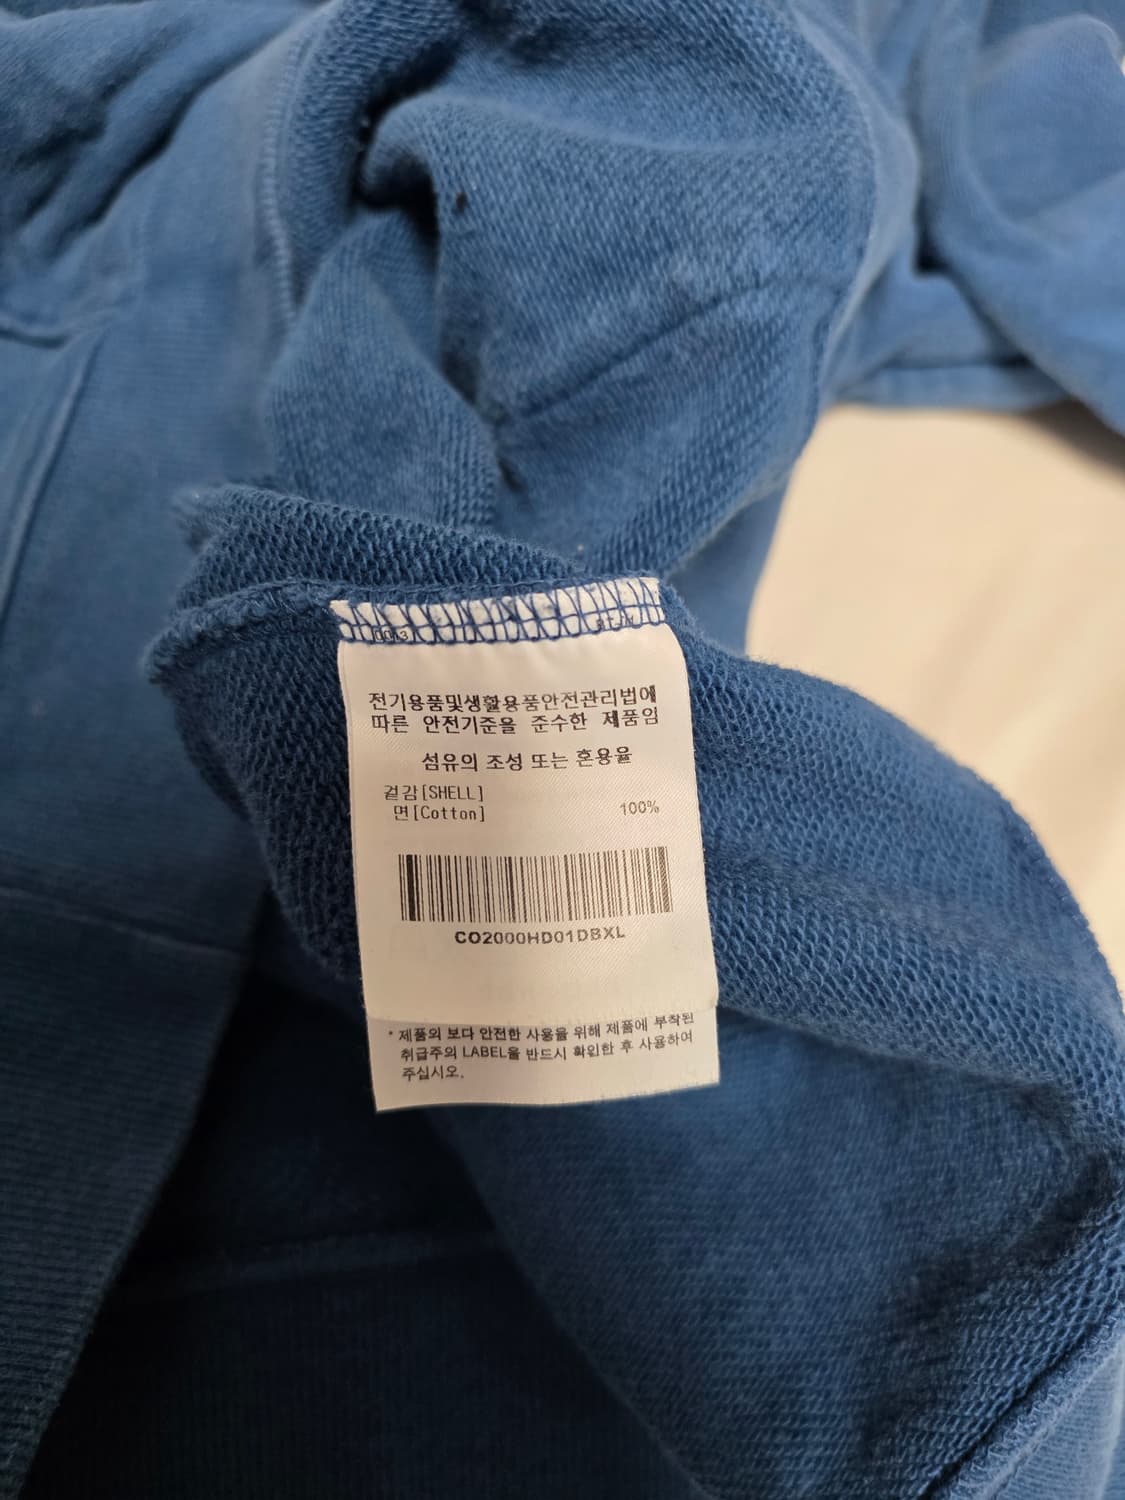 0013
전기용품및생활용품안전관리법에
따른 안전기준을 준수한 제품임
섬유의 조성 또는 혼용율
겉감[SHELL]
면[Cotton] 100%
CO2000HD01DBXL
* 제품의 보다 안전한 사용을 위해 제품에 부착된
취급주의 LABEL을 반드시 확인한 후 사용하여
주십시오.